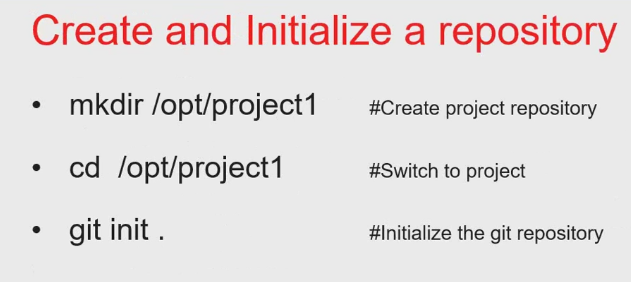 Create and Initialize a repository
• mkdir /opt/project1 #Create project repository
• cd /opt/project1 #Switch to project
• git init . #Initialize the git repository